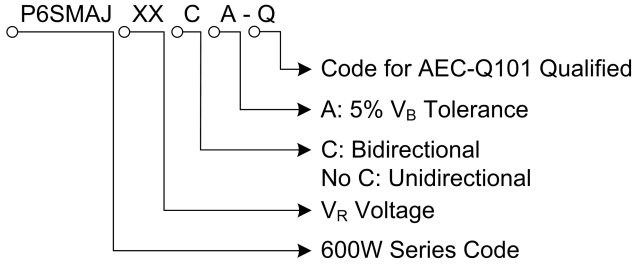 P6SMAJ XX C A - Q
Code for AEC-Q101 Qualified
A: 5% VB Tolerance
C: Bidirectional
No C: Unidirectional
VR Voltage
600W Series Code